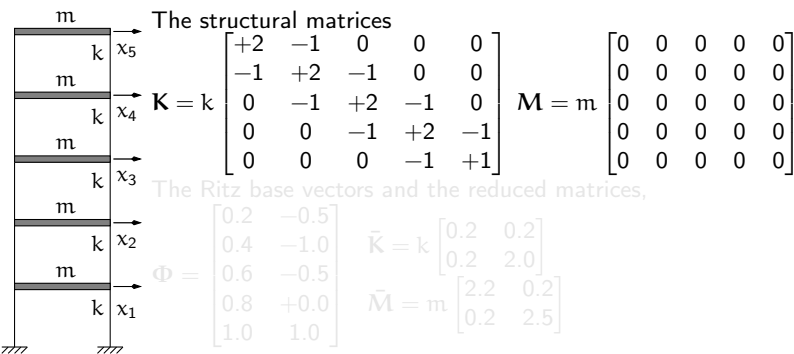 The structural matrices
m
k x₅
m
k x₄
m
k x₃
m
k x₂
m
k x₁
K = k
+2 −1 0 0 0
−1 +2 −1 0 0
0 −1 +2 −1 0
0 0 −1 +2 −1
0 0 0 −1 +1
M = m
0 0 0 0 0
0 0 0 0 0
0 0 0 0 0
0 0 0 0 0
0 0 0 0 0
The Ritz base vectors and the reduced matrices,
Φ =
0.2 −0.5
0.4 −1.0
0.6 −0.5
0.8 +0.0
1.0 1.0
K̄ = k
0.2 0.2
0.2 2.0
M̄ = m
2.2 0.2
0.2 2.5